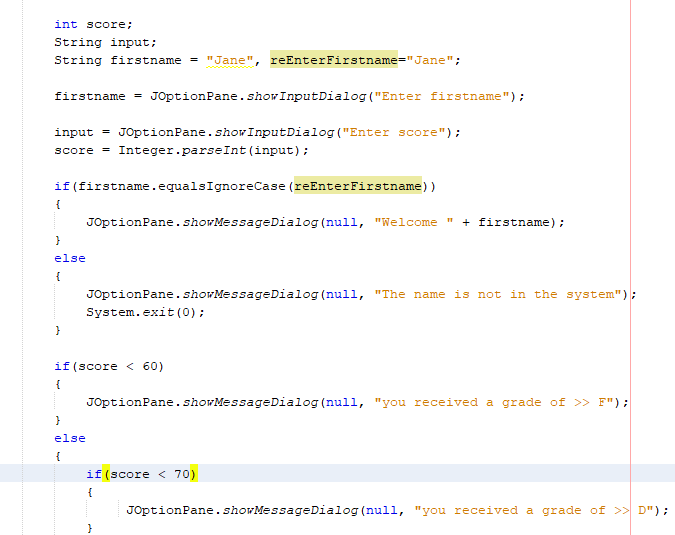 int score;
String input;
String firstname = "Jane", reEnterFirstname="Jane";
firstname = JOptionPane.showInputDialog("Enter firstname");
input = JOptionPane.showInputDialog("Enter score");
score = Integer.parseInt(input);
if(firstname.equalsIgnoreCase(reEnterFirstname))
{
JOptionPane.showMessageDialog(null, "Welcome " + firstname);
}
else
{
JOptionPane.showMessageDialog(null, "The name is not in the system");
System.exit(0);
}
if(score < 60)
{
JOptionPane.showMessageDialog(null, "you received a grade of >> F");
}
else
{
if(score < 70)
{
JOptionPane.showMessageDialog(null, "you received a grade of >> D");
}